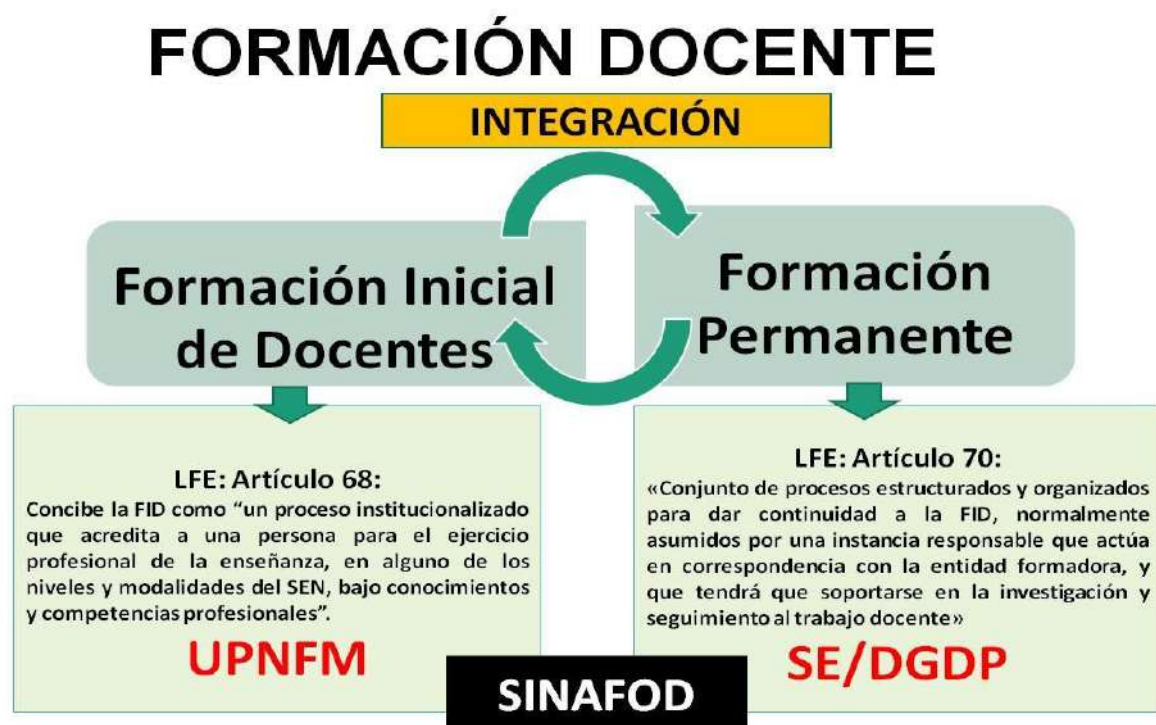 FORMACIÓN DOCENTE
INTEGRACIÓN
Formación Inicial
de Docentes
Formación
Permanente
LFE: Artículo 68:
Concibe la FID como “un proceso institucionalizado
que acredita a una persona para el ejercicio
profesional de la enseñanza, en alguno de los
niveles y modalidades del SEN, bajo conocimientos
y competencias profesionales”.
UPNFM
LFE: Artículo 70:
«Conjunto de procesos estructurados y organizados
para dar continuidad a la FID, normalmente
asumidos por una instancia responsable que actúa
en correspondencia con la entidad formadora, y
que tendrá que soportarse en la investigación y
seguimiento al trabajo docente»
SE/DGDP
SINAFOD